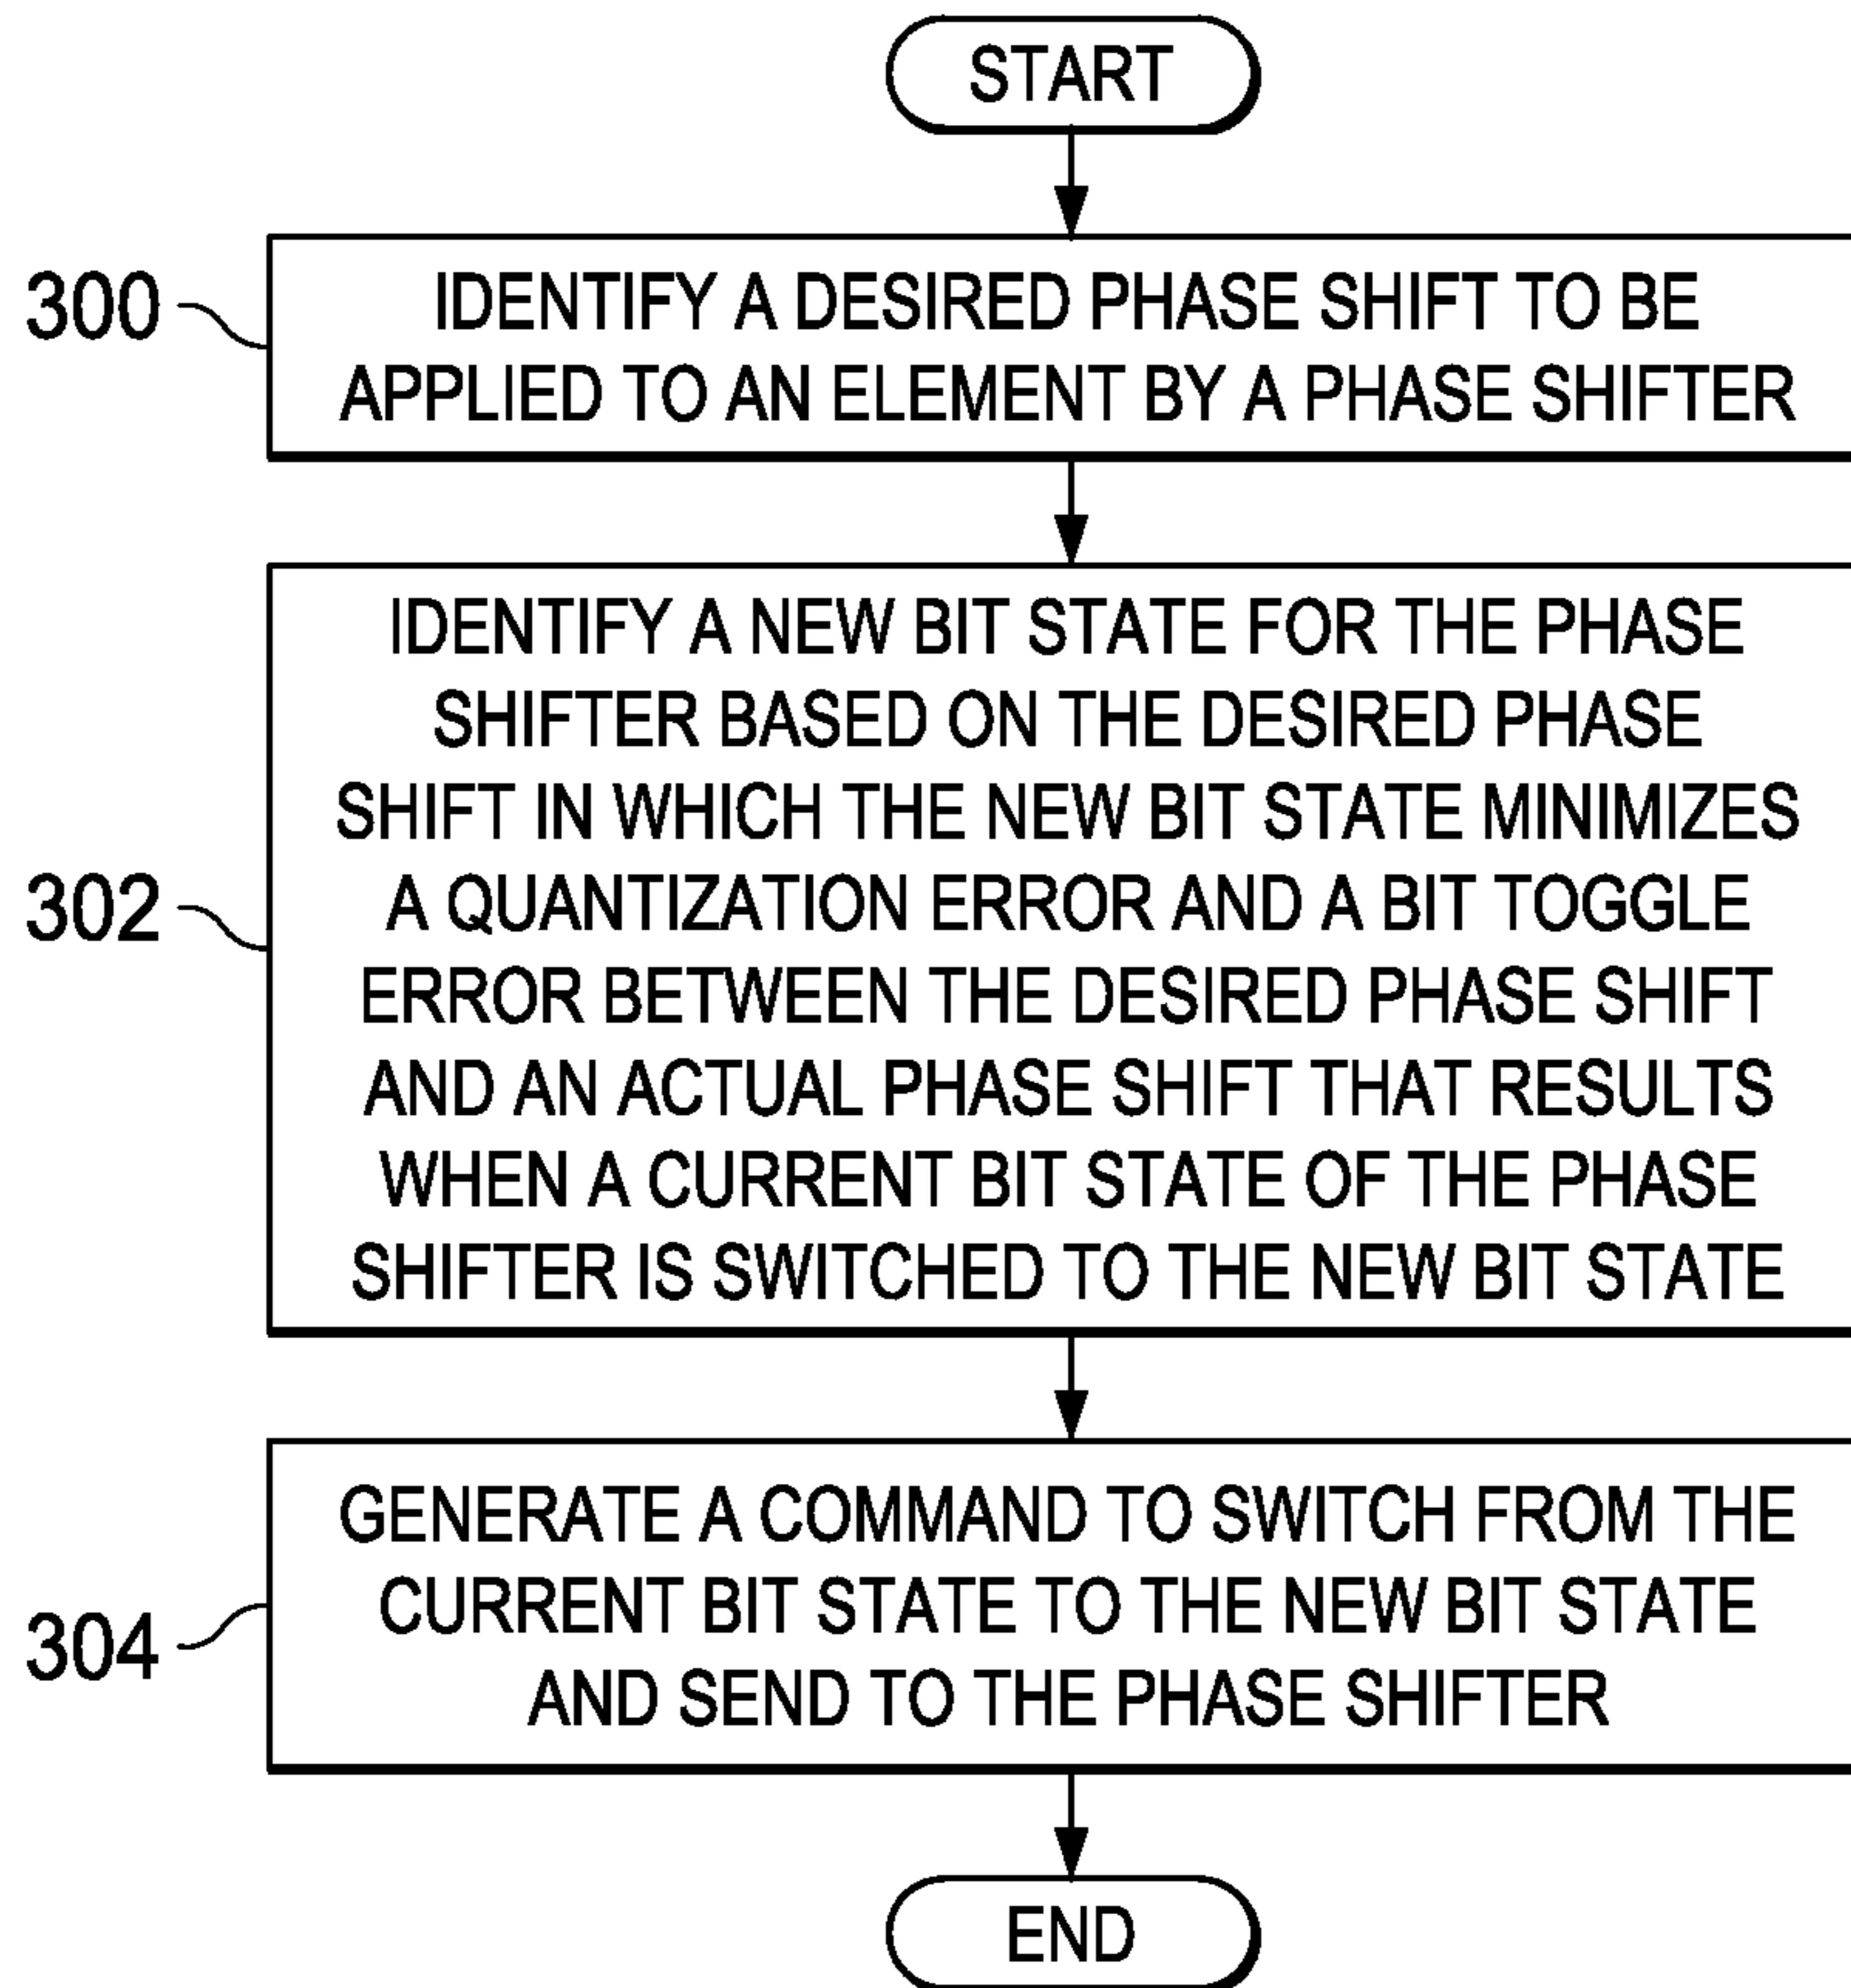 START
300
IDENTIFY A DESIRED PHASE SHIFT TO BE
APPLIED TO AN ELEMENT BY A PHASE SHIFTER
302
IDENTIFY A NEW BIT STATE FOR THE PHASE
SHIFTER BASED ON THE DESIRED PHASE
SHIFT IN WHICH THE NEW BIT STATE MINIMIZES
A QUANTIZATION ERROR AND A BIT TOGGLE
ERROR BETWEEN THE DESIRED PHASE SHIFT
AND AN ACTUAL PHASE SHIFT THAT RESULTS
WHEN A CURRENT BIT STATE OF THE PHASE
SHIFTER IS SWITCHED TO THE NEW BIT STATE
304
GENERATE A COMMAND TO SWITCH FROM THE
CURRENT BIT STATE TO THE NEW BIT STATE
AND SEND TO THE PHASE SHIFTER
END